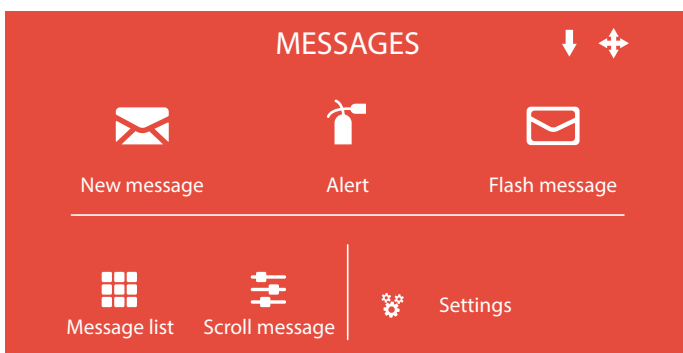 MESSAGES
New message
Alert
Flash message
Message list
Scroll message
Settings